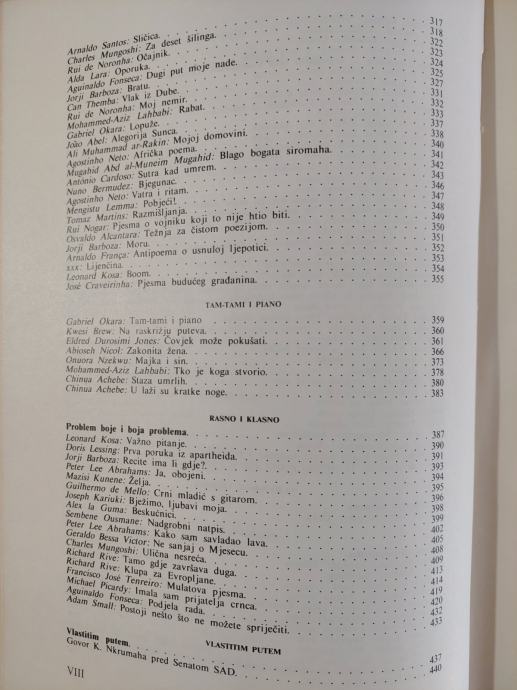 Arnaldo Santos: Sličica. 317
Charles Mungoshi: Za deset šilinga. 318
Rui de Noronha: Očajnik. 322
Alda Lara: Oporuka. 323
Aguinaldo Fonseca: Dugi put moje nade. 324
Jorji Barboza: Bratu. 325
Can Themba: Vlak iz Dube. 327
Rui de Noronha: Moj nemir. 331
Mohammed-Aziz Lahbabi: Rabat. 332
Gabriel Okara: Lopuže. 333
João Abel: Alegorija Sunca. 337
Ali Muhammad ar-Rakin: Mojoj domovini. 338
Agostinho Neto: Afrička poema. 340
Mugahid Abd al-Muneim Mugahid: Blago bogata siromaha. 341
António Cardoso: Sutra kad umrem. 342
Nuno Bermudez: Bjegunac. 343
Agostinho Neto: Vatra i ritam. 346
Mengistu Lemma: Pobjeći! 347
Tomaz Martins: Razmišljanja. 348
Rui Nogar: Pjesma o vojniku koji to nije htio biti. 349
Osvaldo Alcantara: Težnja za čistom poezijom. 350
Jorji Barboza: Moru. 351
Arnaldo França: Antipoema o usnuloj ljepotici. 352
xxx: Lijenčina. 353
Leonard Kosa: Boom. 354
José Craveirinha: Pjesma budućeg građanina. 355
TAM-TAMI I PIANO
Gabriel Okara: Tam-tami i piano 359
Kwesi Brew: Na raskrižju puteva. 360
Eldred Durosimi Jones: Čovjek može pokušati. 361
Abioseh Nicol: Zakonita žena. 366
Onuora Nzekwu: Majka i sin. 373
Mohammed-Aziz Lahbabi: Tko je koga stvorio. 378
Chinua Achebe: Staza umrlih. 380
Chinua Achebe: U laži su kratke noge. 383
RASNO I KLASNO
Problem boje i boja problema. 387
Leonard Kosa: Važno pitanje. 390
Doris Lessing: Prva poruka iz apartheida. 391
Jorji Barboza: Recite ima li gdje?. 393
Peter Lee Abrahams: Ja, obojeni. 394
Mazisi Kunene: Želja. 395
Guilhermo de Mello: Crni mladić s gitarom. 396
Joseph Kariuki: Bježimo, ljubavi moja. 398
Alex la Guma: Beskućnici. 399
Sembene Ousmane: Nadgrobni natpis. 402
Peter Lee Abrahams: Kako sam savladao lava. 405
Geraldo Bessa Victor: Ne sanjaj o Mjesecu. 408
Charles Mungoshi: Ulična nesreća. 409
Richard Rive: Tamo gdje završava duga. 413
Richard Rive: Klupa za Evropljane. 414
Francisco José Tenreiro: Mulatova pjesma. 419
Michael Picardy: Imala sam prijatelja crnca. 420
Aguinaldo Fonseca: Podjela rada. 432
Adam Small: Postoji nešto što ne možete spriječiti. 433
VLASTITIM PUTEM
Vlastitim putem. 437
Govor K. Nkrumaha pred Senatom SAD. 440
VIII